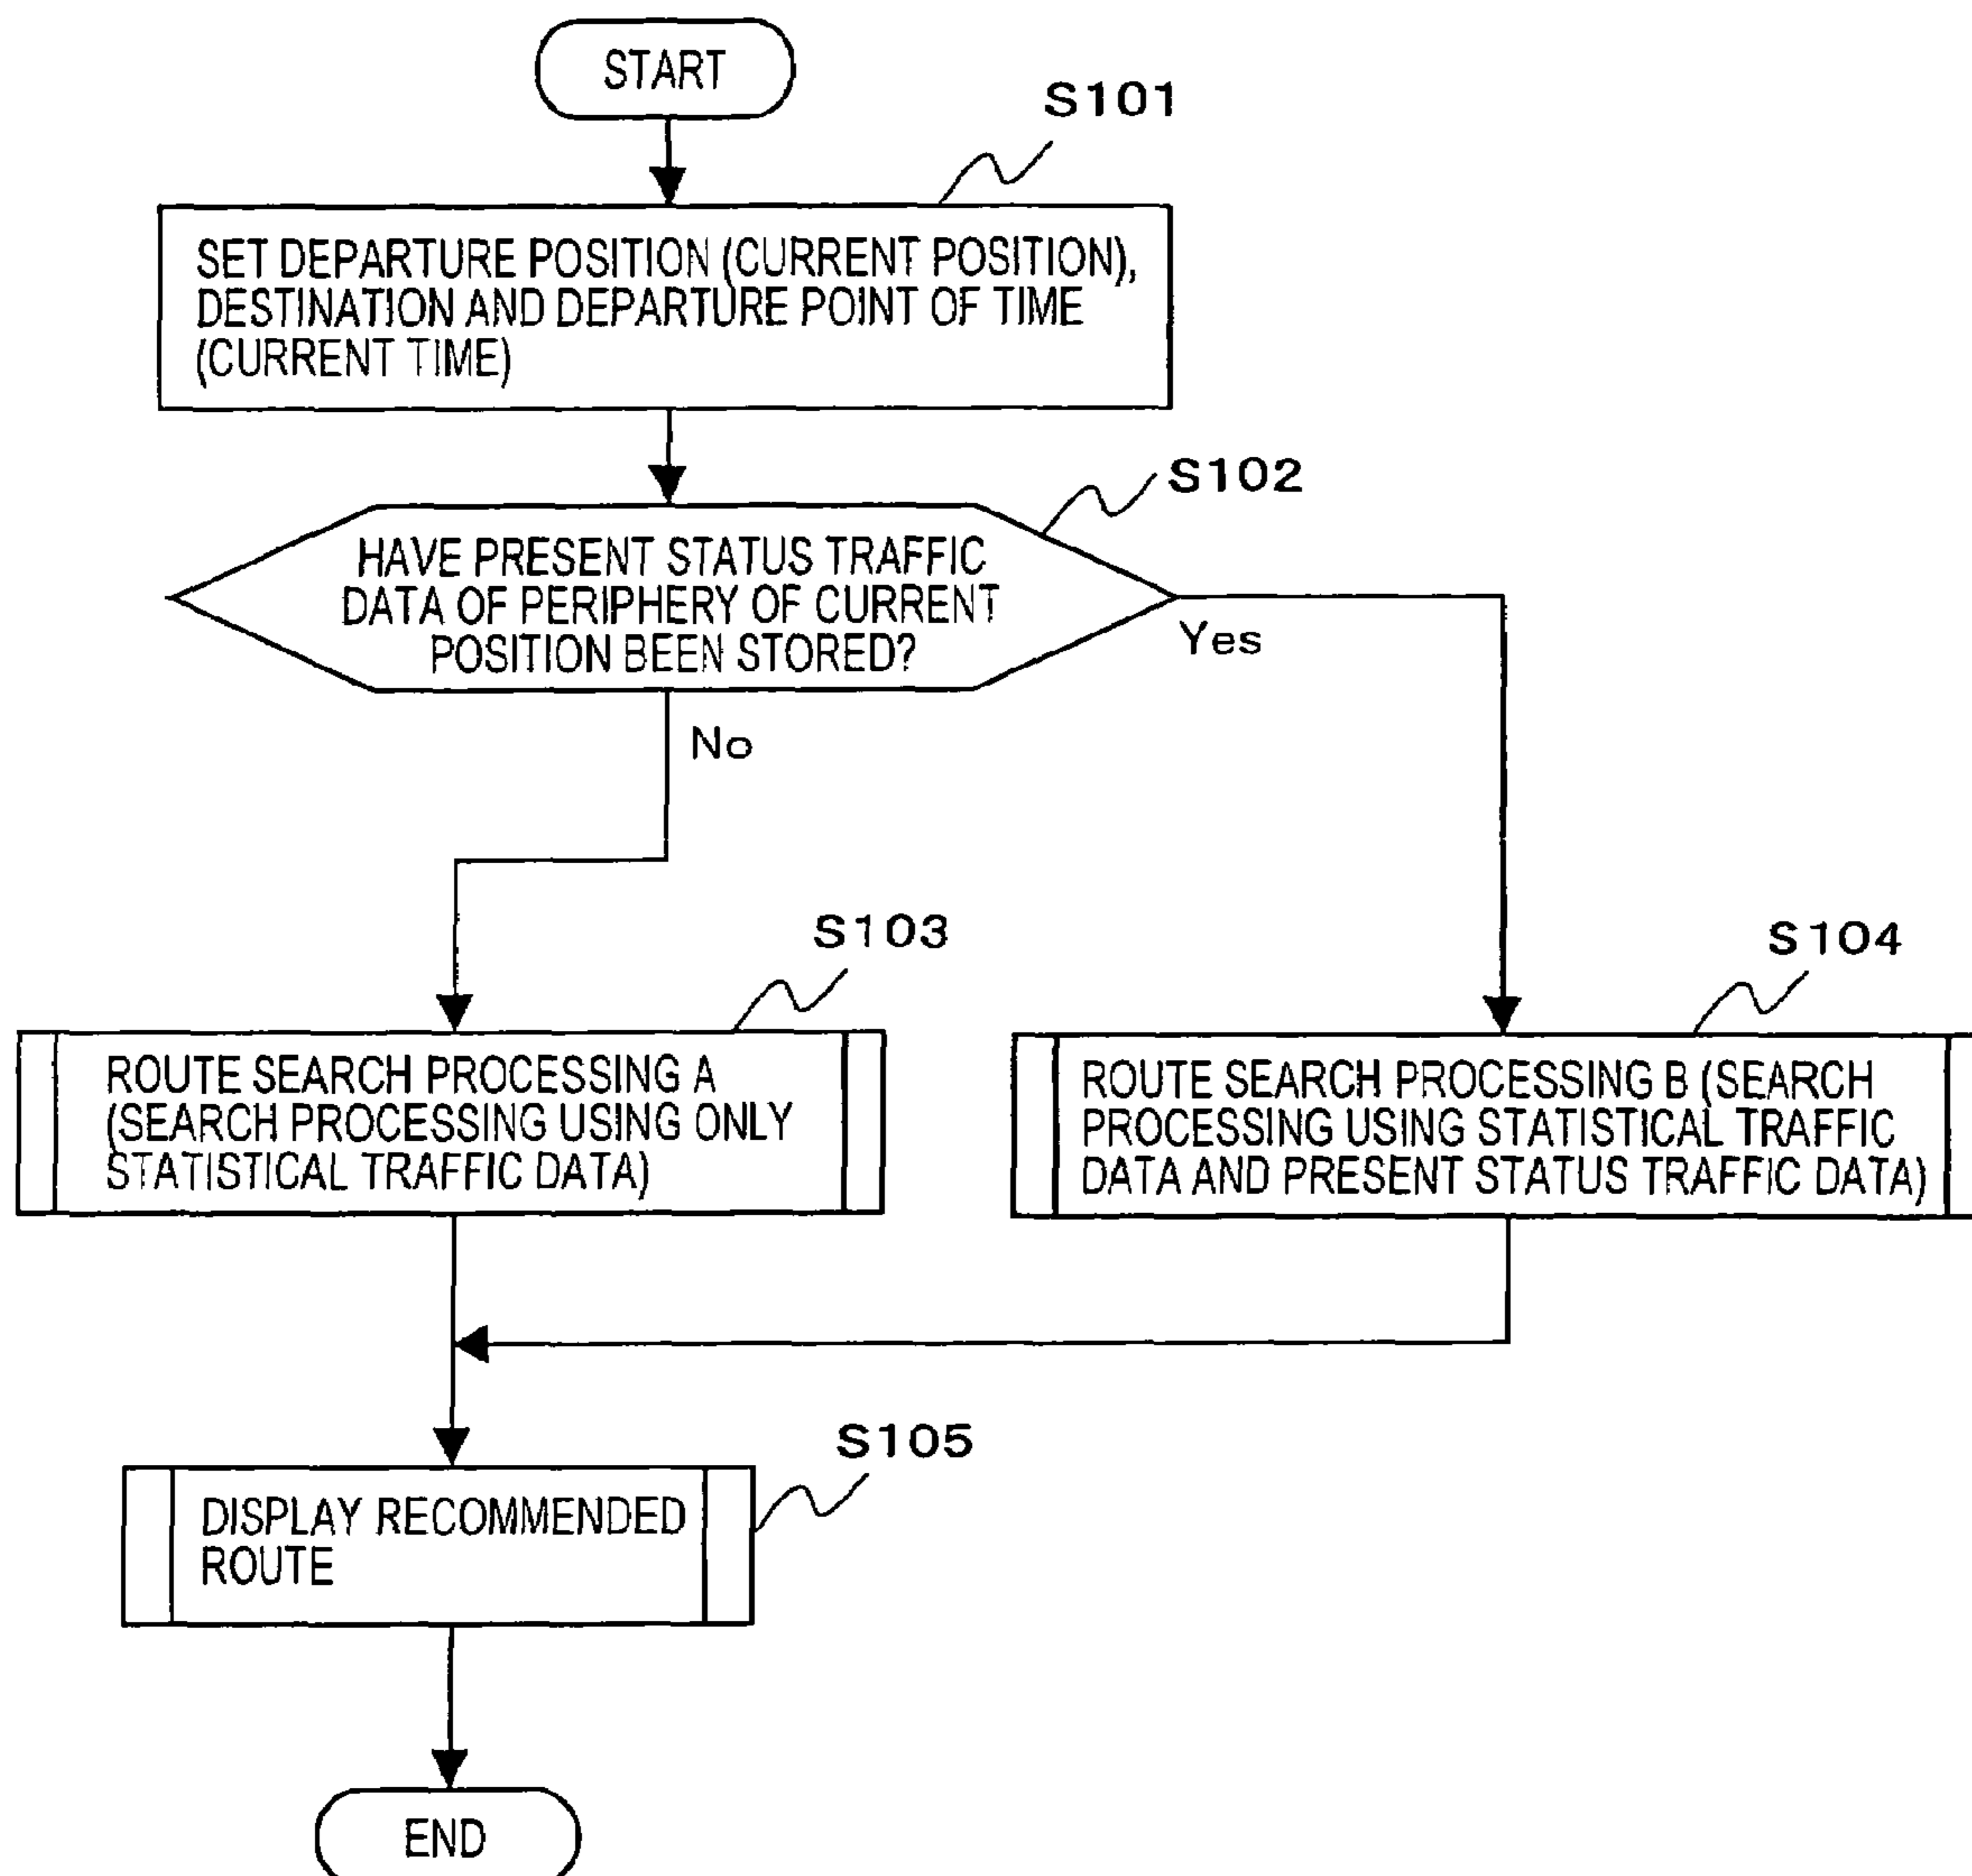 START
S101
SET DEPARTURE POSITION (CURRENT POSITION),
DESTINATION AND DEPARTURE POINT OF TIME
(CURRENT TIME)
S102
HAVE PRESENT STATUS TRAFFIC
DATA OF PERIPHERY OF CURRENT
POSITION BEEN STORED?
Yes
No
S103
ROUTE SEARCH PROCESSING A
(SEARCH PROCESSING USING ONLY
STATISTICAL TRAFFIC DATA)
S104
ROUTE SEARCH PROCESSING B (SEARCH
PROCESSING USING STATISTICAL TRAFFIC
DATA AND PRESENT STATUS TRAFFIC DATA)
S105
DISPLAY RECOMMENDED
ROUTE
END